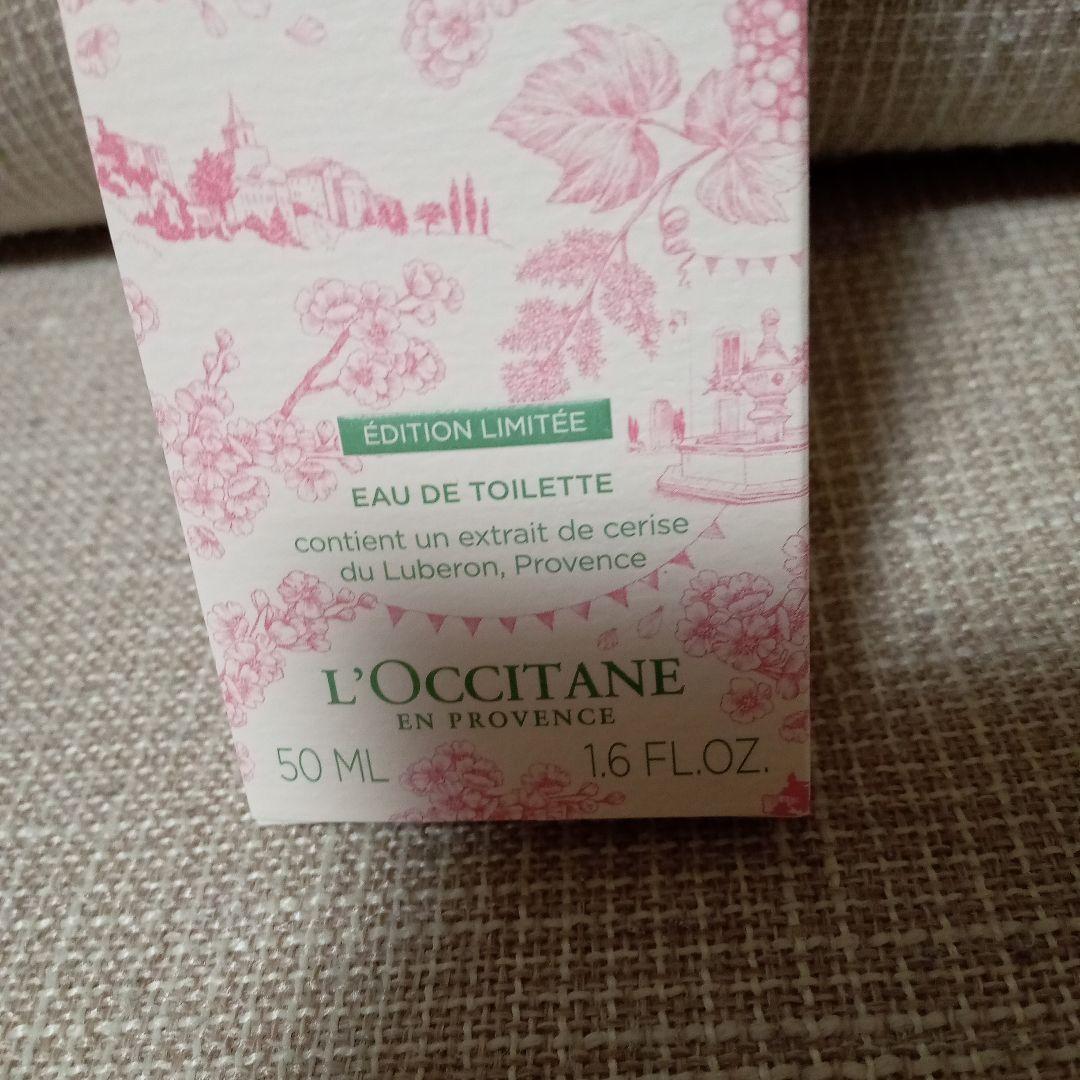 ÉDITION LIMITÉE
EAU DE TOILETTE
contient un extrait de cerise
du Luberon, Provence
L'OCCITANE
EN PROVENCE
50 ML 1.6 FL.OZ.